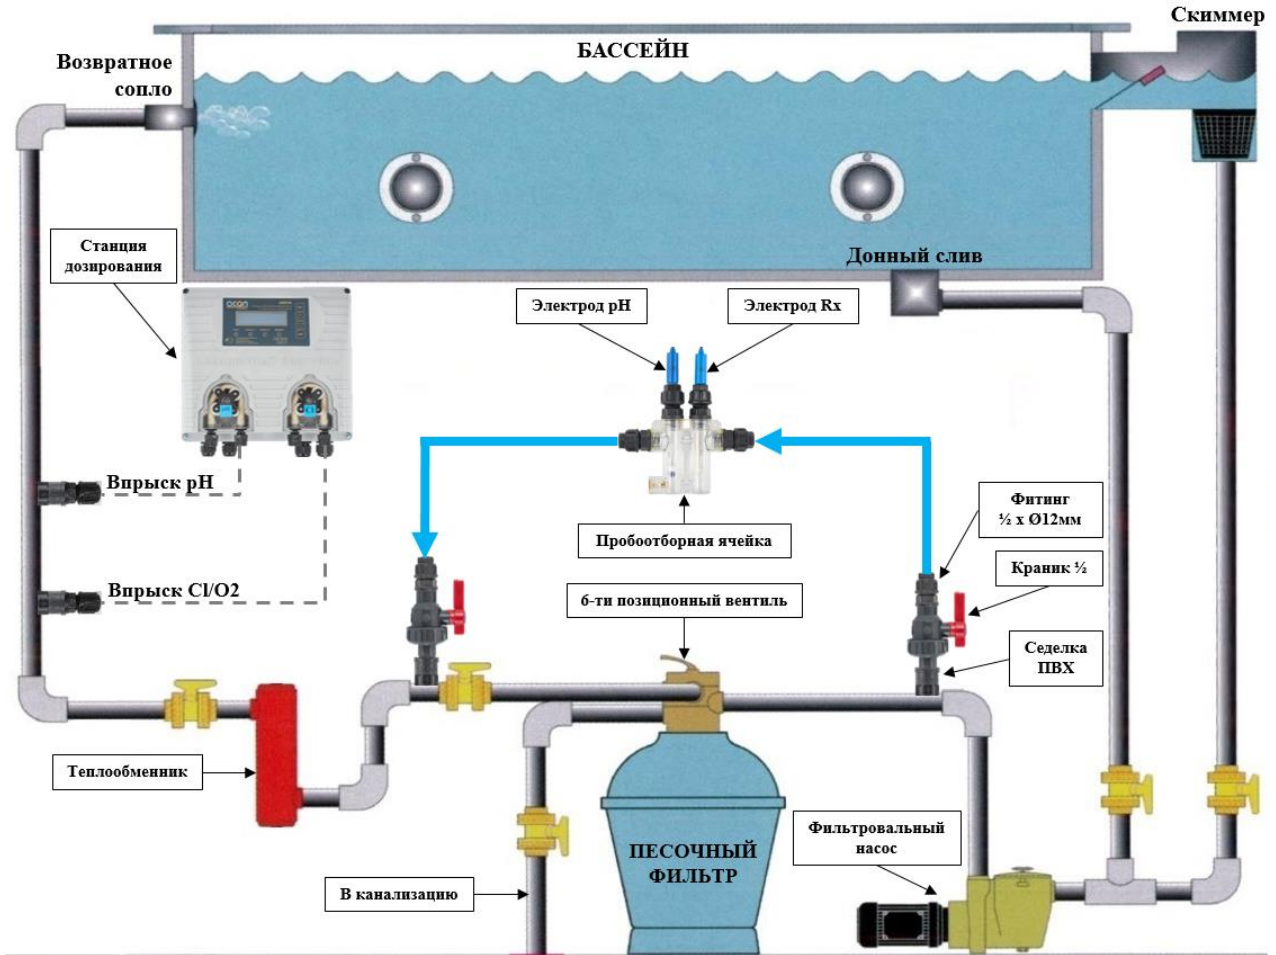 Скиммер
БАССЕЙН
Возвратное
сопло
Станция
дозирования
Донный слив
Электрод pH
Электрод Rx
Впрыск pH
Фитинг
½ x Ø12мм
Пробоотборная ячейка
Краник ½
Впрыск Cl/O2
6-ти позиционный вентиль
Седелка
ПВХ
Теплообменник
Фильтровальный
насос
ПЕСОЧНЫЙ
ФИЛЬТР
В канализацию